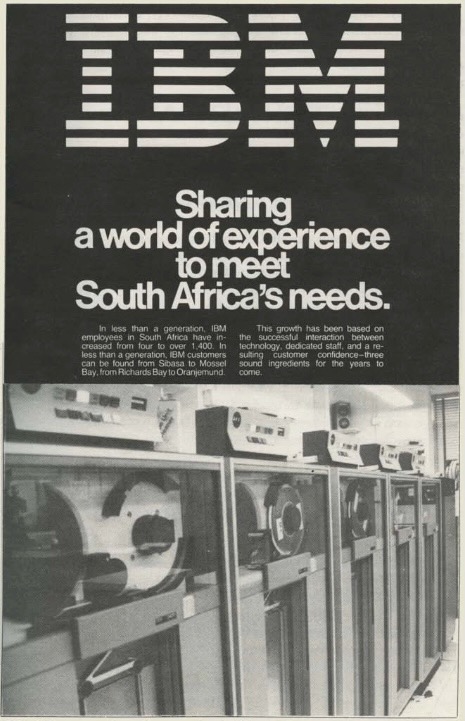 IBM
Sharing
a world of experience
to meet
South Africa's needs.
In less than a generation, IBM
employees in South Africa have in-
creased from four to over 1,400. In
less than a generation, IBM customers
can be found from Sibasa to Mossel
Bay, from Richards Bay to Oranjemund.
This growth has been based on
the successful interaction between
technology, dedicated staff, and a re-
sulting customer confidence–three
sound ingredients for the years to
come.